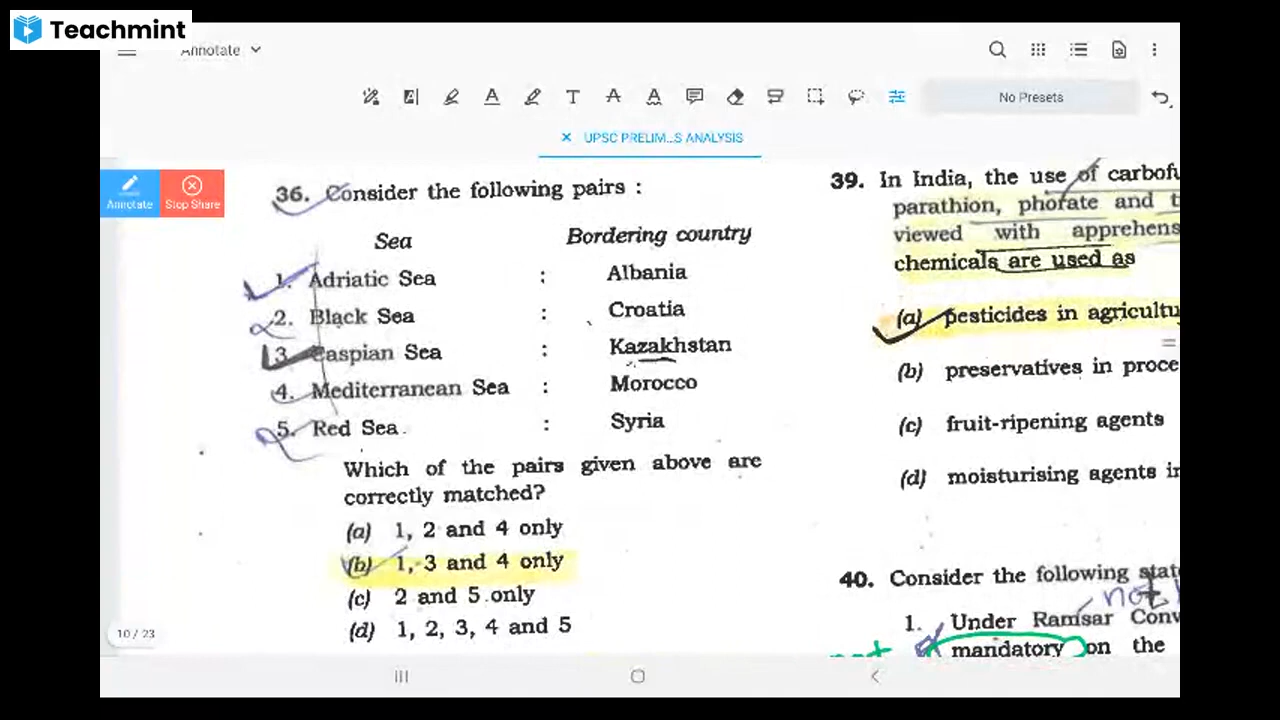 Teachmint
Annotate
No Presets
UPSC PRELIM...S ANALYSIS
Annotate
Stop Share
36. Consider the following pairs :
Sea Bordering country
1. Adriatic Sea : Albania
2. Black Sea : Croatia
3. Caspian Sea : Kazakhstan
4. Mediterranean Sea : Morocco
5. Red Sea : Syria
Which of the pairs given above are
correctly matched?
(a) 1, 2 and 4 only
(b) 1, 3 and 4 only
(c) 2 and 5 only
(d) 1, 2, 3, 4 and 5
10 / 23
39. In India, the use of carbofu
parathion, phorate and t
viewed with apprehens
chemicals are used as
(a) pesticides in agricultu
(b) preservatives in proce
(c) fruit-ripening agents
(d) moisturising agents in
40. Consider the following state
not
1. Under Ramsar Conv
mandatory on the